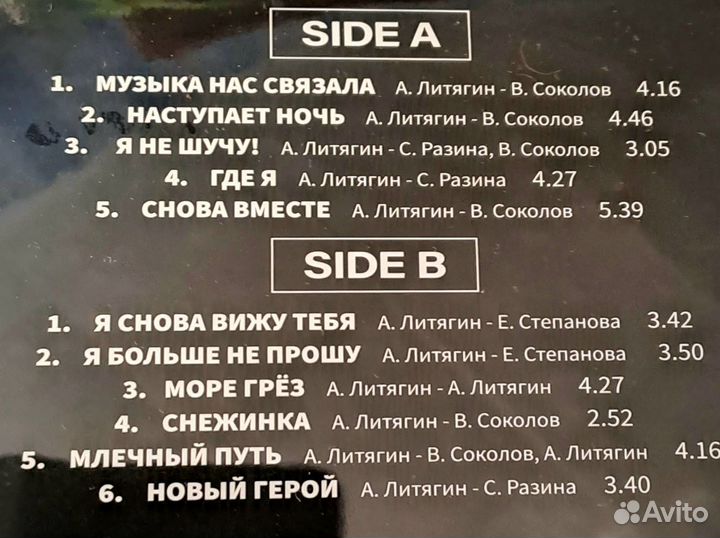 SIDE A
1. МУЗЫКА НАС СВЯЗАЛА А. Литягин - В. Соколов 4.16
2. НАСТУПАЕТ НОЧЬ А. Литягин - В. Соколов 4.46
3. Я НЕ ШУЧУ! А. Литягин - С. Разина, В. Соколов 3.05
4. ГДЕ Я А. Литягин - С. Разина 4.27
5. СНОВА ВМЕСТЕ А. Литягин - В. Соколов 5.39
SIDE B
1. Я СНОВА ВИЖУ ТЕБЯ А. Литягин - Е. Степанова 3.42
2. Я БОЛЬШЕ НЕ ПРОШУ А. Литягин - Е. Степанова 3.50
3. МОРЕ ГРЁЗ А. Литягин - А. Литягин 4.27
4. СНЕЖИНКА А. Литягин - В. Соколов 2.52
5. МЛЕЧНЫЙ ПУТЬ А. Литягин - В. Соколов, А. Литягин 4.16
6. НОВЫЙ ГЕРОЙ А. Литягин - С. Разина 3.40
Avito